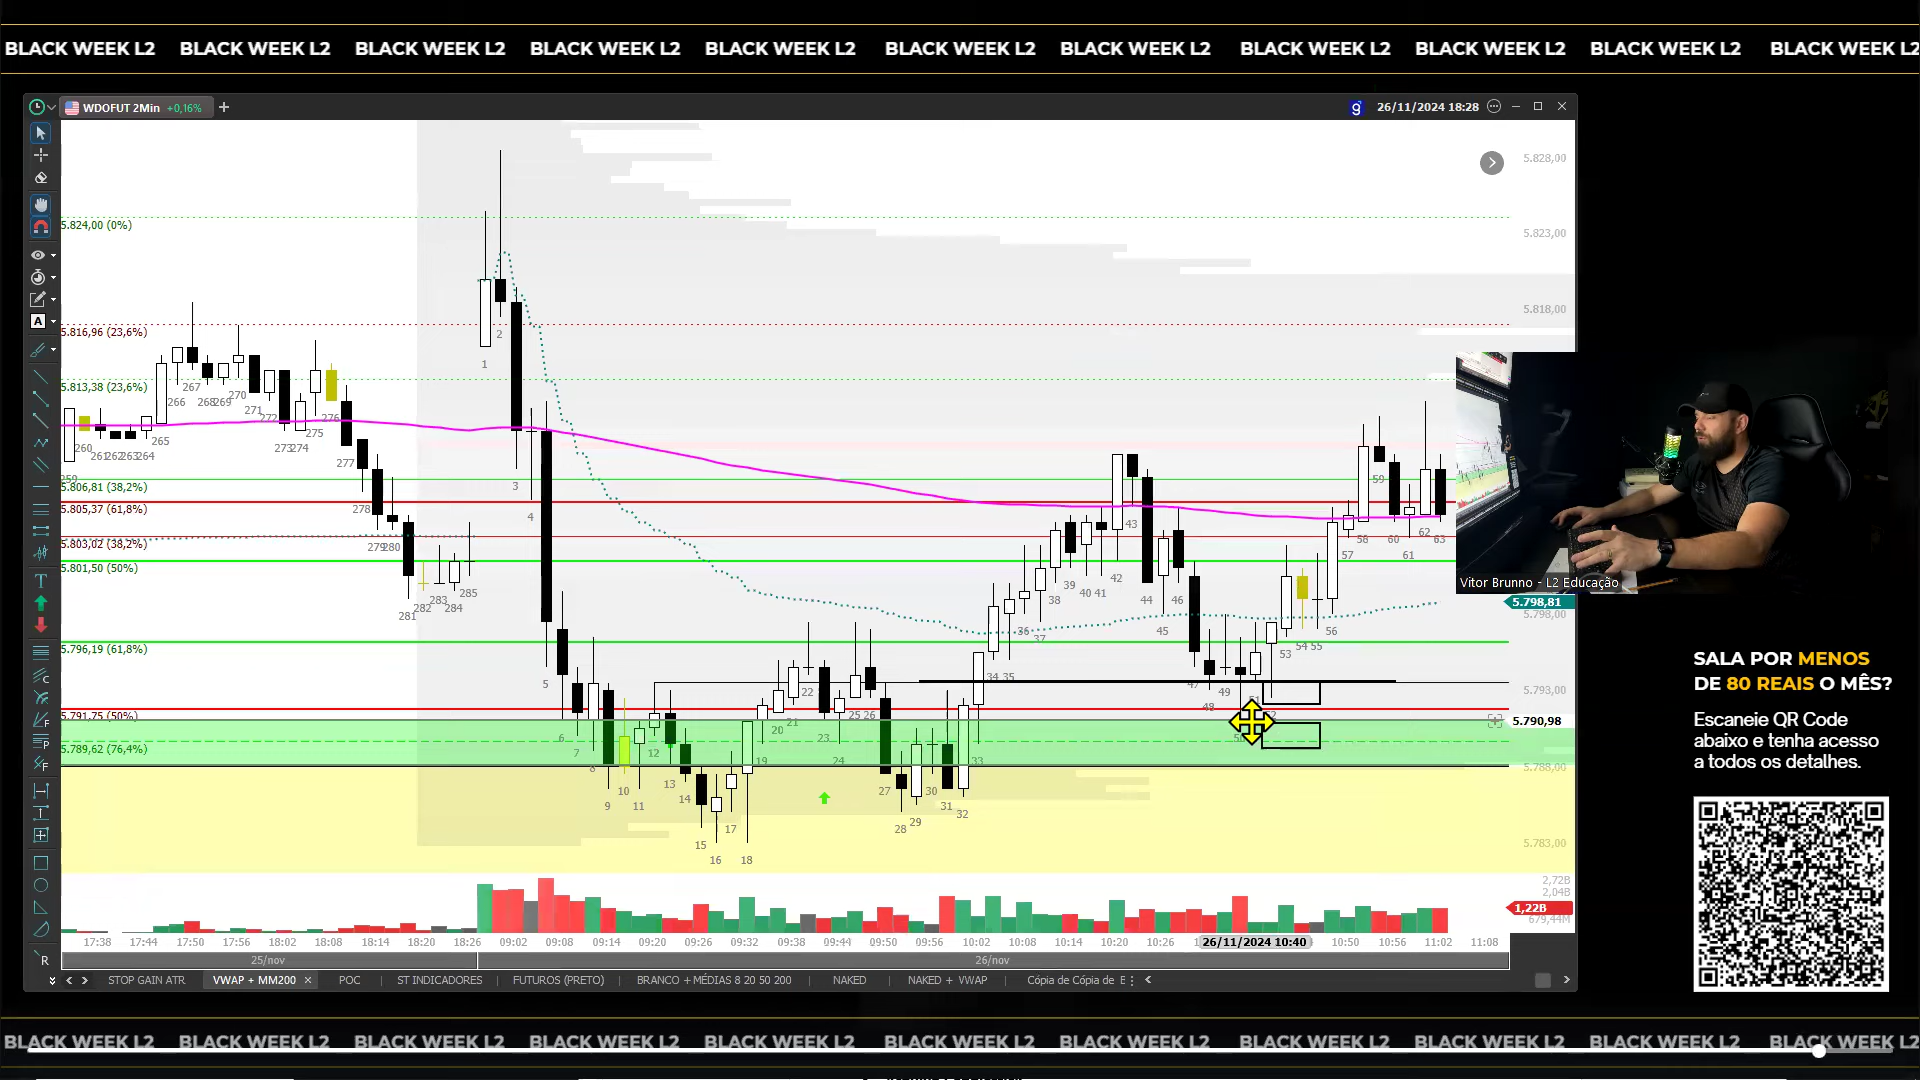 BLACK WEEK L2 BLACK WEEK L2 BLACK WEEK L2 BLACK WEEK L2 BLACK WEEK L2 BLACK WEEK L2 BLACK WEEK L2 BLACK WEEK L2 BLACK WEEK L2 BLACK WEEK L2 BLACK WEEK L2
WDOFUT 2Min +0,16%
26/11/2024 18:28
5.828,00
5.824,00 (0%)
5.823,00
5.818,00
5.816,96 (23,6%)
5.813,38 (23,6%)
5.806,81 (38,2%)
5.805,37 (61,8%)
5.803,02 (38,2%)
5.801,50 (50%)
5.798,81
5.798,00
5.796,19 (61,8%)
5.793,00
5.791,75 (50%)
5.790,98
5.789,62 (76,4%)
5.788,00
5.783,00
2,72B
2,04B
1,22B
679,44M
Vitor Brunno - L2 Educação
SALA POR MENOS
DE 80 REAIS O MÊS?
Escaneie QR Code
abaixo e tenha acesso
a todos os detalhes.
17:38 17:44 17:50 17:56 18:02 18:08 18:14 18:20 18:26 09:02 09:08 09:14 09:20 09:26 09:32 09:38 09:44 09:50 09:56 10:02 10:08 10:14 10:20 10:26 26/11/2024 10:40 10:50 10:56 11:02 11:08
25/nov 26/nov
STOP GAIN ATR VWAP + MM200 POC ST INDICADORES FUTUROS (PRETO) BRANCO + MÉDIAS 8 20 50 200 NAKED NAKED + VWAP Cópia de Cópia de E
BLACK WEEK L2 BLACK WEEK L2 BLACK WEEK L2 BLACK WEEK L2 BLACK WEEK L2 BLACK WEEK L2 BLACK WEEK L2 BLACK WEEK L2 BLACK WEEK L2 BLACK WEEK L2 BLACK WEEK L2